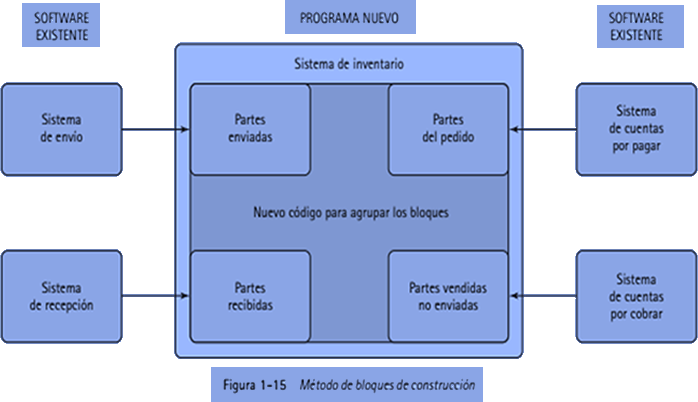 SOFTWARE
EXISTENTE
PROGRAMA NUEVO
SOFTWARE
EXISTENTE
Sistema de inventario
Sistema
de envío
Partes
enviadas
Partes
del pedido
Sistema
de cuentas
por pagar
Nuevo código para agrupar los bloques
Sistema
de recepción
Partes
recibidas
Partes vendidas
no enviadas
Sistema
de cuentas
por cobrar
Figura 1-15 Método de bloques de construcción